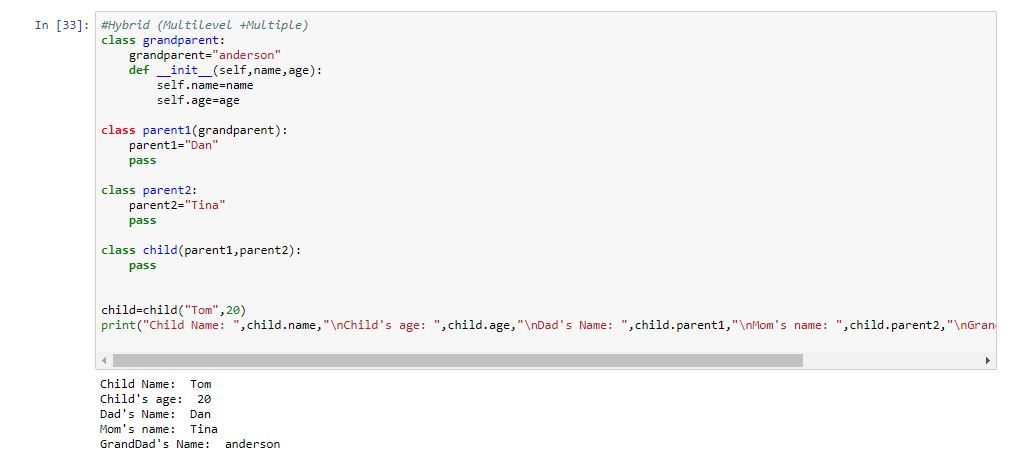 In [33]: #Hybrid (Multilevel +Multiple)
class grandparent:
    grandparent="anderson"
    def __init__(self,name,age):
        self.name=name
        self.age=age
class parent1(grandparent):
    parent1="Dan"
    pass
class parent2:
    parent2="Tina"
    pass
class child(parent1,parent2):
    pass
child=child("Tom",20)
print("Child Name: ",child.name,"\nChild's age: ",child.age,"\nDad's Name: ",child.parent1,"\nMom's name: ",child.parent2,"\nGran
Child Name:  Tom
Child's age:  20
Dad's Name:  Dan
Mom's name:  Tina
GrandDad's Name:  anderson